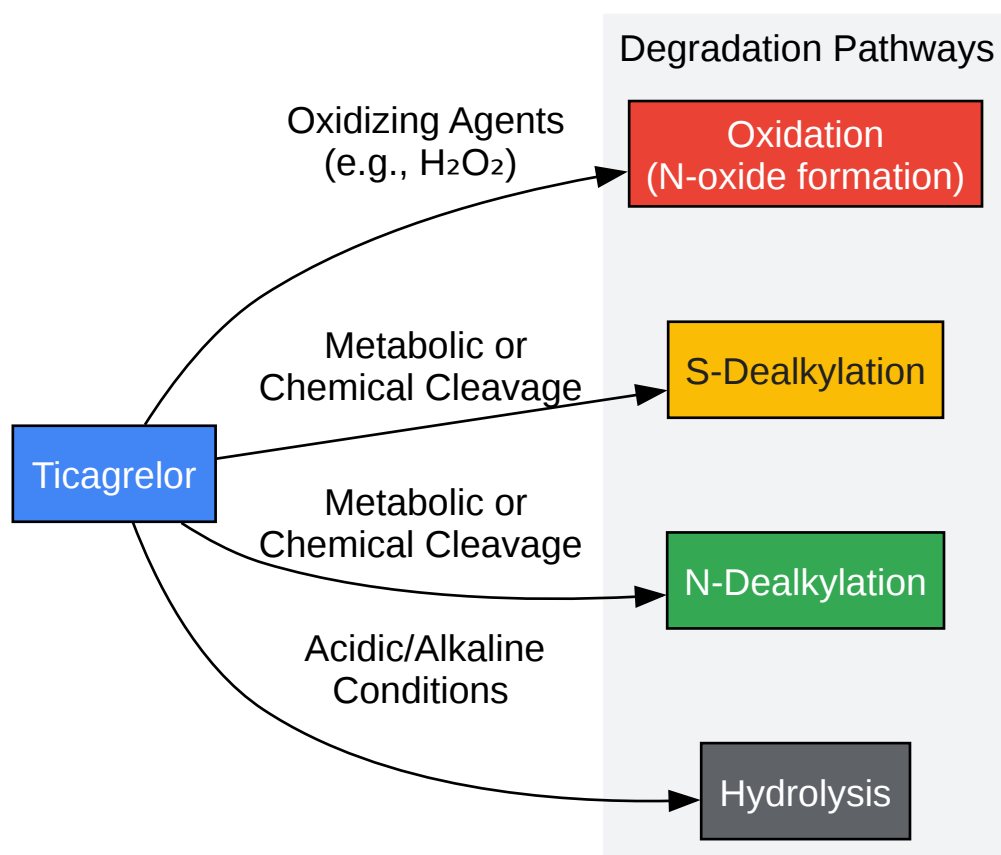 Degradation Pathways
Oxidizing Agents
(e.g., H₂O₂)
Oxidation
(N-oxide formation)
Metabolic or
Chemical Cleavage
S-Dealkylation
Ticagrelor
Metabolic or
Chemical Cleavage
N-Dealkylation
Acidic/Alkaline
Conditions
Hydrolysis